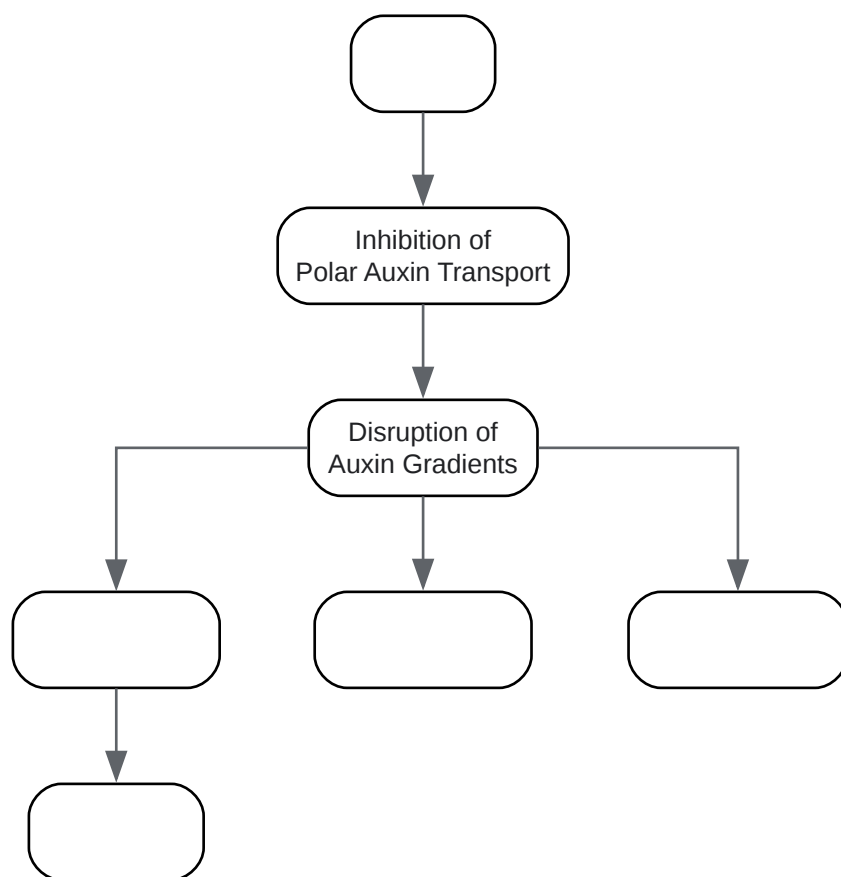 Inhibition of
Polar Auxin Transport
Disruption of
Auxin Gradients